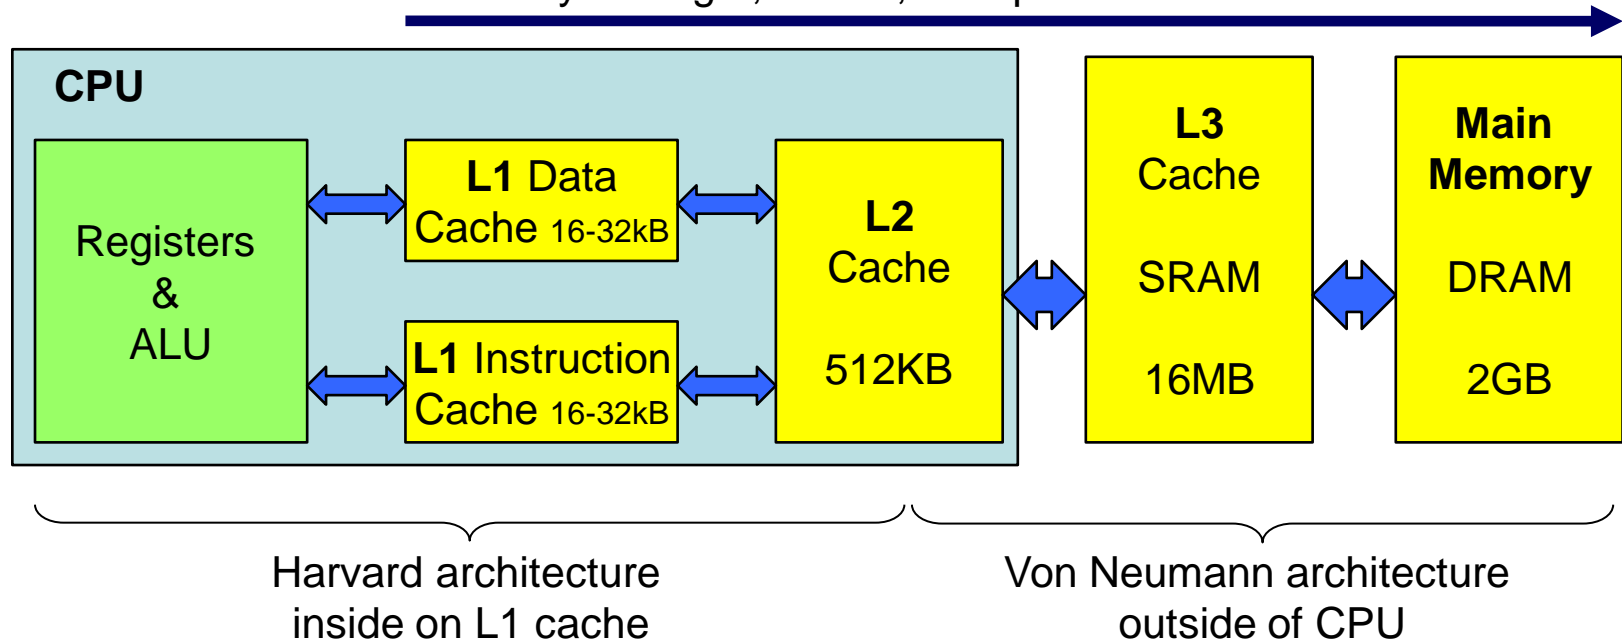 CPU
Registers
&
ALU
L1 Data
Cache 16-32kB
L1 Instruction
Cache 16-32kB
L2
Cache
512KB
L3
Cache
SRAM
16MB
Main
Memory
DRAM
2GB
Harvard architecture
inside on L1 cache
Von Neumann architecture
outside of CPU